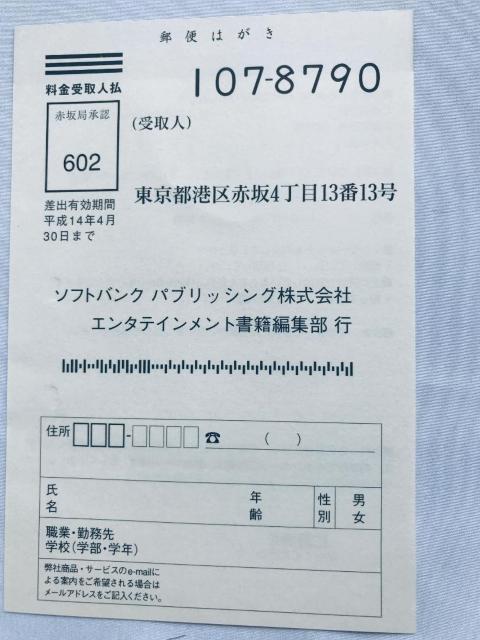 郵便はがき
料金受取人払
107-8790
赤坂局承認
602
(受取人)
東京都港区赤坂4丁目13番13号
差出有効期間
平成14年4月
30日まで
ソフトバンク パブリッシング株式会社
エンタテインメント書籍編集部 行
住所 - ☎ ( )
氏名 年齢 性別 男女
職業・勤務先
学校(学部・学年)
弊社商品・サービスのe-mailに
よる案内をご希望される場合は
メールアドレスをご記入ください。